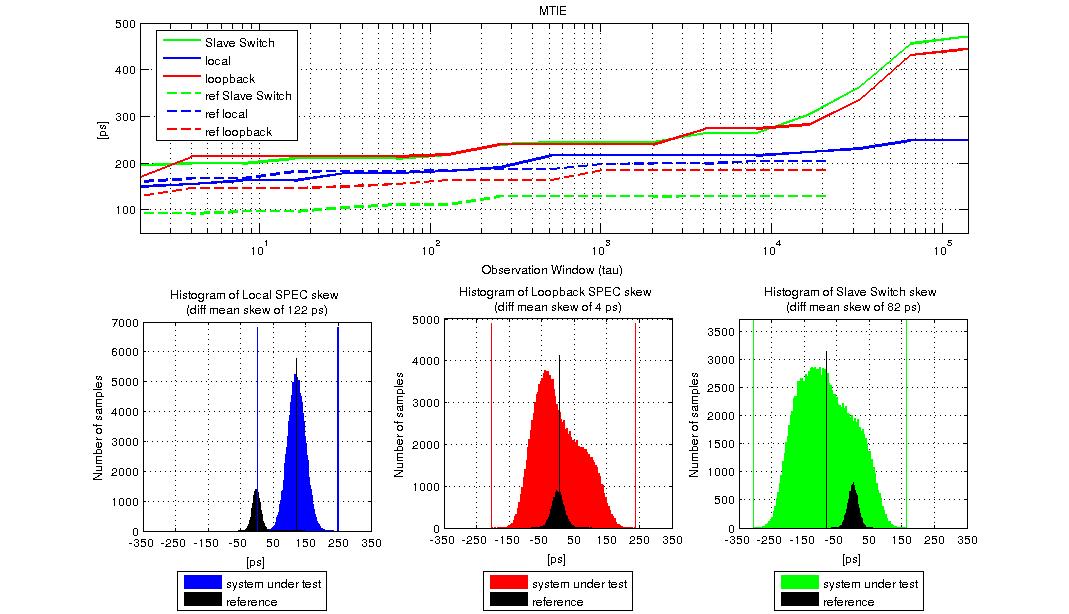 MTIE
500
400
300
200
100
[ps]
Slave Switch
local
loopback
ref Slave Switch
ref local
ref loopback
10^1
10^2
10^3
10^4
10^5
Observation Window (tau)
Histogram of Local SPEC skew
(diff mean skew of 122 ps)
7000
6000
5000
4000
3000
2000
1000
0
Number of samples
-350 -250 -150 -50 50 150 250 350
[ps]
system under test
reference
Histogram of Loopback SPEC skew
(diff mean skew of 4 ps)
5000
4000
3000
2000
1000
0
Number of samples
-350 -250 -150 -50 50 150 250 350
[ps]
system under test
reference
Histogram of Slave Switch skew
(diff mean skew of 82 ps)
3500
3000
2500
2000
1500
1000
500
0
Number of samples
-350 -250 -150 -50 50 150 250 350
[ps]
system under test
reference